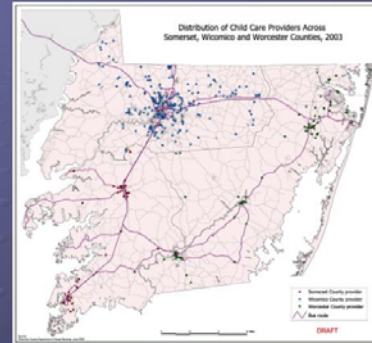 Distribution of Child Care Providers Across
Somerset, Wicomico and Worcester Counties, 2003
Somerset County provider
Wicomico County provider
Worcester County provider
Bus route
DRAFT